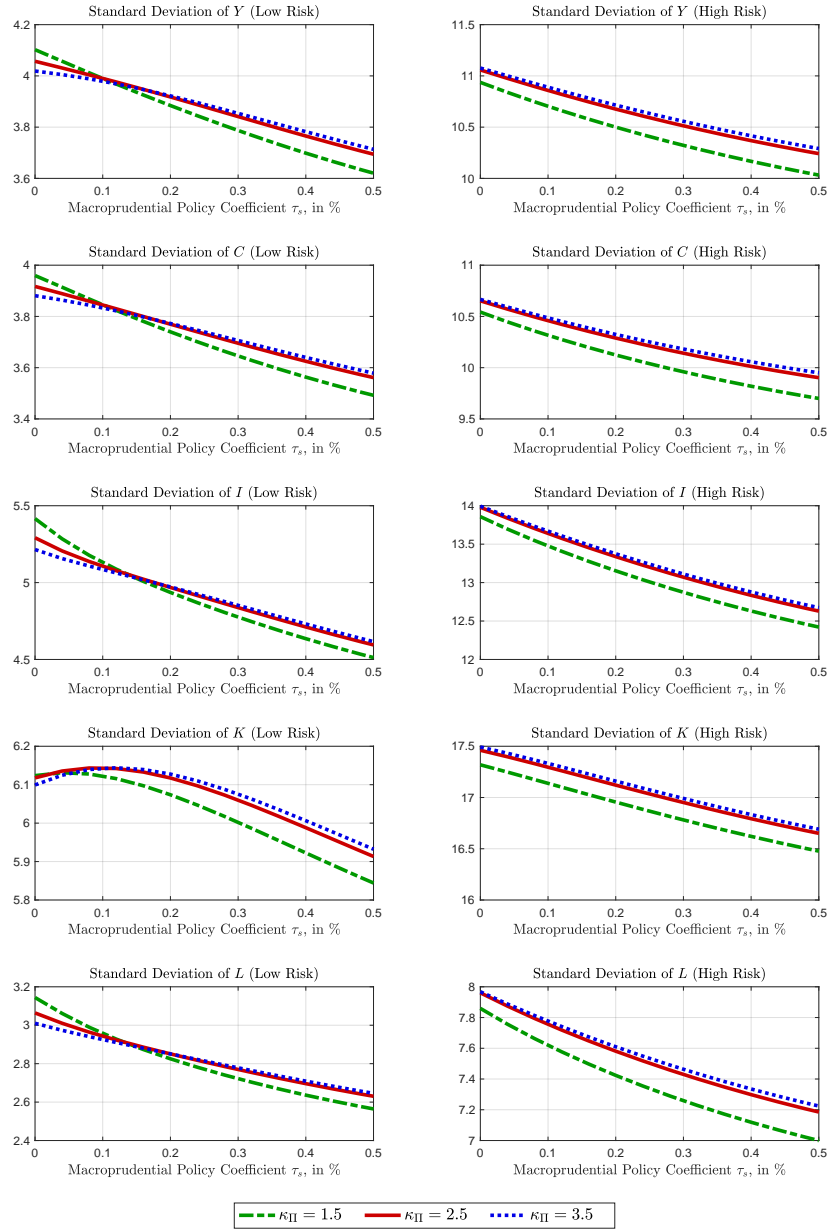 Standard Deviation of Y (Low Risk)
4.2
4
3.8
3.6
0 0.1 0.2 0.3 0.4 0.5
Macroprudential Policy Coefficient τs, in %
Standard Deviation of Y (High Risk)
11.5
11
10.5
10
0 0.1 0.2 0.3 0.4 0.5
Macroprudential Policy Coefficient τs, in %
Standard Deviation of C (Low Risk)
4
3.8
3.6
3.4
0 0.1 0.2 0.3 0.4 0.5
Macroprudential Policy Coefficient τs, in %
Standard Deviation of C (High Risk)
11
10.5
10
9.5
0 0.1 0.2 0.3 0.4 0.5
Macroprudential Policy Coefficient τs, in %
Standard Deviation of I (Low Risk)
5.5
5
4.5
0 0.1 0.2 0.3 0.4 0.5
Macroprudential Policy Coefficient τs, in %
Standard Deviation of I (High Risk)
14
13.5
13
12.5
12
0 0.1 0.2 0.3 0.4 0.5
Macroprudential Policy Coefficient τs, in %
Standard Deviation of K (Low Risk)
6.2
6.1
6
5.9
5.8
0 0.1 0.2 0.3 0.4 0.5
Macroprudential Policy Coefficient τs, in %
Standard Deviation of K (High Risk)
17.5
17
16.5
16
0 0.1 0.2 0.3 0.4 0.5
Macroprudential Policy Coefficient τs, in %
Standard Deviation of L (Low Risk)
3.2
3
2.8
2.6
2.4
0 0.1 0.2 0.3 0.4 0.5
Macroprudential Policy Coefficient τs, in %
Standard Deviation of L (High Risk)
8
7.8
7.6
7.4
7.2
7
0 0.1 0.2 0.3 0.4 0.5
Macroprudential Policy Coefficient τs, in %
κΠ = 1.5 κΠ = 2.5 κΠ = 3.5